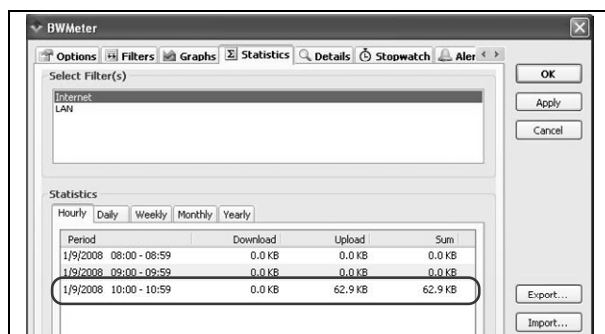 BWMeter
Options Filters Graphs Σ Statistics Details Stopwatch Aler
Select Filter(s)
Internet
LAN
OK
Apply
Cancel
Statistics
Hourly Daily Weekly Monthly Yearly
Period Download Upload Sum
1/9/2008 08:00 - 08:59 0.0 KB 0.0 KB 0.0 KB
1/9/2008 09:00 - 09:59 0.0 KB 0.0 KB 0.0 KB
1/9/2008 10:00 - 10:59 0.0 KB 62.9 KB 62.9 KB
Export...
Import...